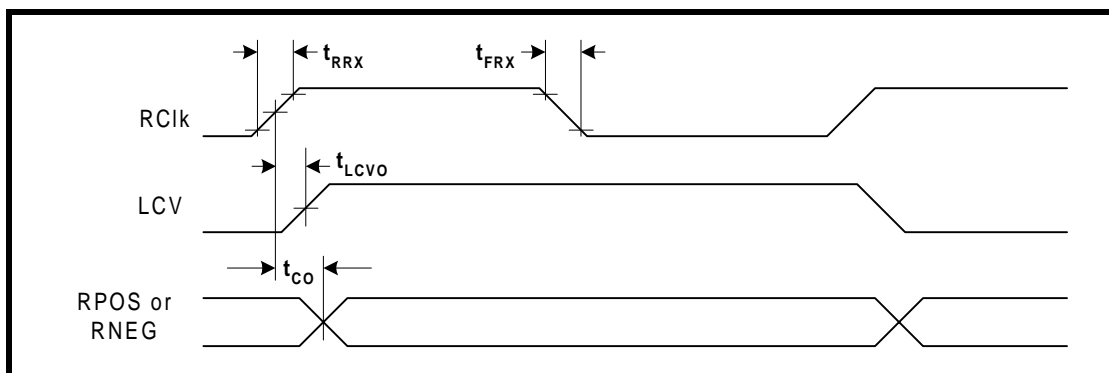 tRRX
tFRX
RClk
tLCVO
LCV
tCO
RPOS or
RNEG